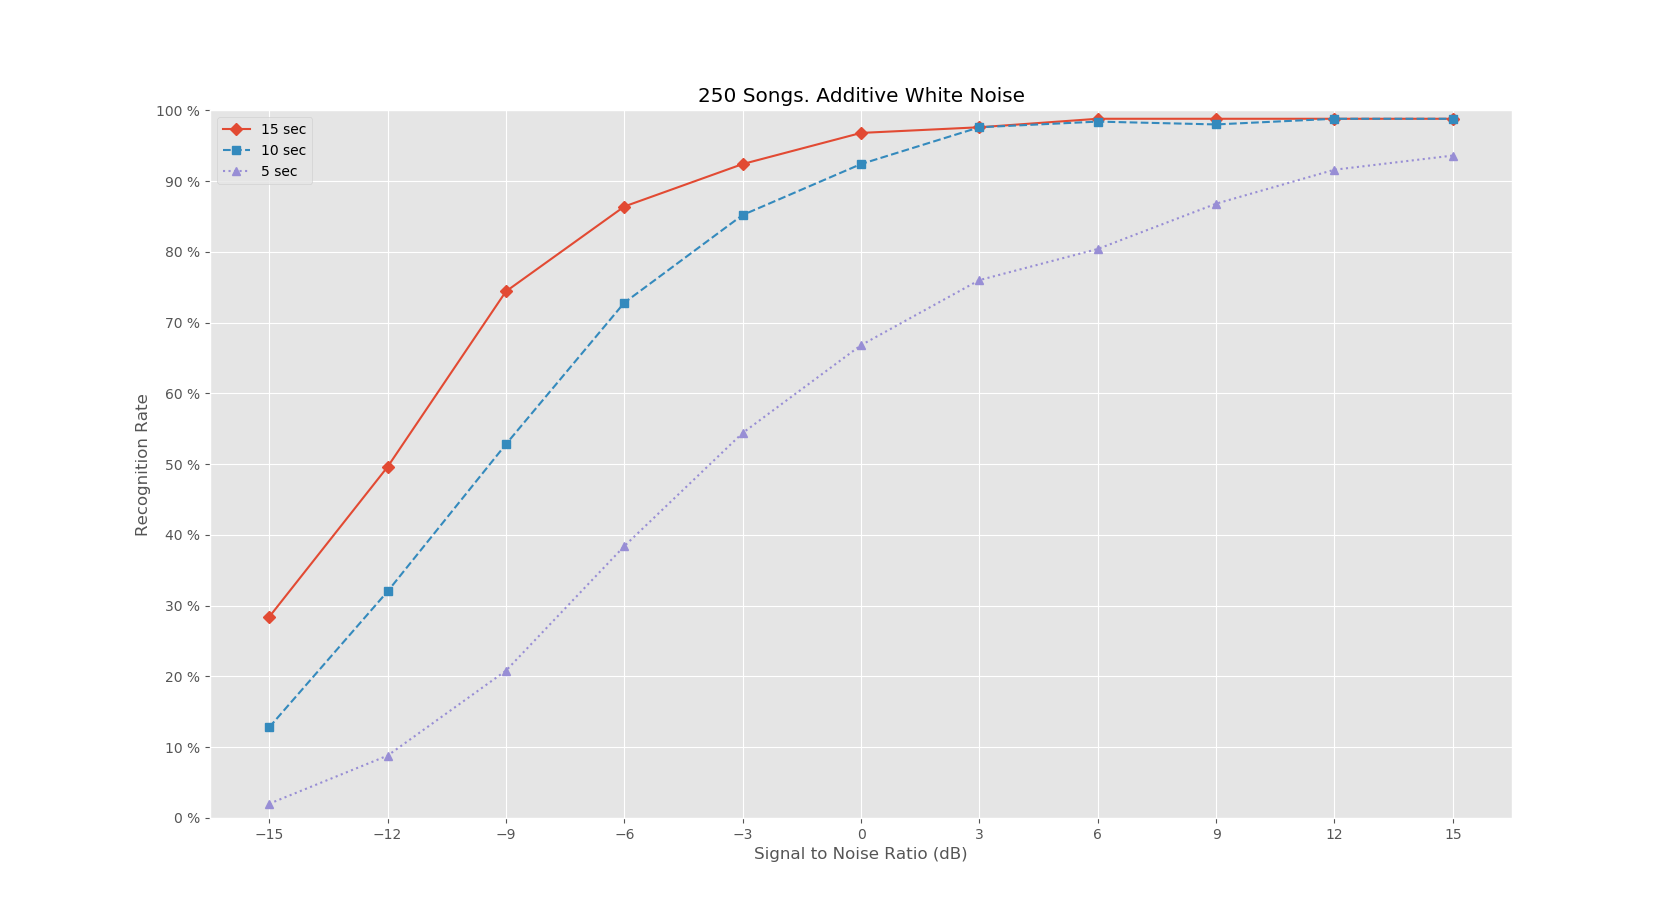 250 Songs. Additive White Noise
100 %
90 %
80 %
70 %
60 %
50 %
40 %
30 %
20 %
10 %
0 %
15 sec
10 sec
5 sec
Recognition Rate
−15 −12 −9 −6 −3 0 3 6 9 12 15
Signal to Noise Ratio (dB)